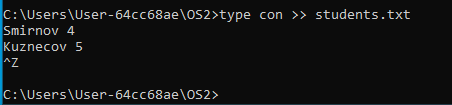 C:\Users\User-64cc68ae\OS2>type con >> students.txt
Smirnov 4
Kuznecov 5
^Z
C:\Users\User-64cc68ae\OS2>